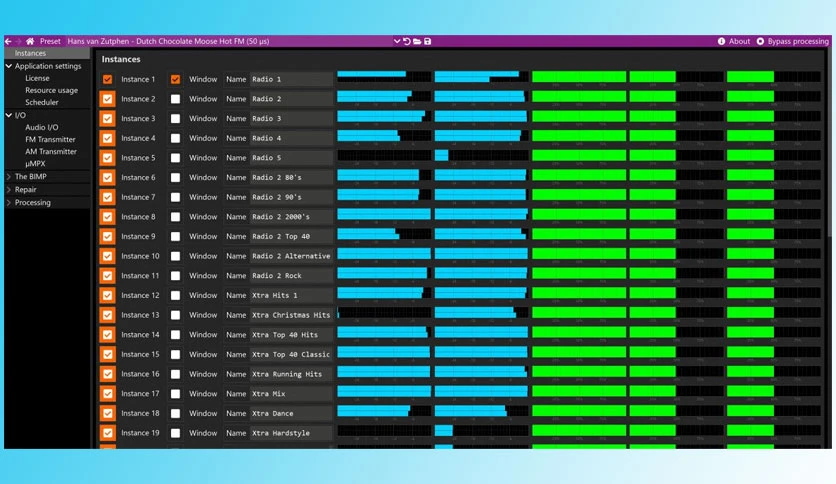 Preset Hans van Zutphen - Dutch Chocolate Moose Hot FM (50 µs) About Bypass processing
Instances
Application settings
License
Resource usage
Scheduler
I/O
Audio I/O
FM Transmitter
AM Transmitter
µMPX
The BIMP
Repair
Processing
Instances
Instance 1 Window Name Radio 1
Instance 2 Window Name Radio 2
Instance 3 Window Name Radio 3
Instance 4 Window Name Radio 4
Instance 5 Window Name Radio 5
Instance 6 Window Name Radio 2 80's
Instance 7 Window Name Radio 2 90's
Instance 8 Window Name Radio 2 2000's
Instance 9 Window Name Radio 2 Top 40
Instance 10 Window Name Radio 2 Alternative
Instance 11 Window Name Radio 2 Rock
Instance 12 Window Name Xtra Hits 1
Instance 13 Window Name Xtra Christmas Hits
Instance 14 Window Name Xtra Top 40 Hits
Instance 15 Window Name Xtra Top 40 Classic
Instance 16 Window Name Xtra Running Hits
Instance 17 Window Name Xtra Mix
Instance 18 Window Name Xtra Dance
Instance 19 Window Name Xtra Hardstyle